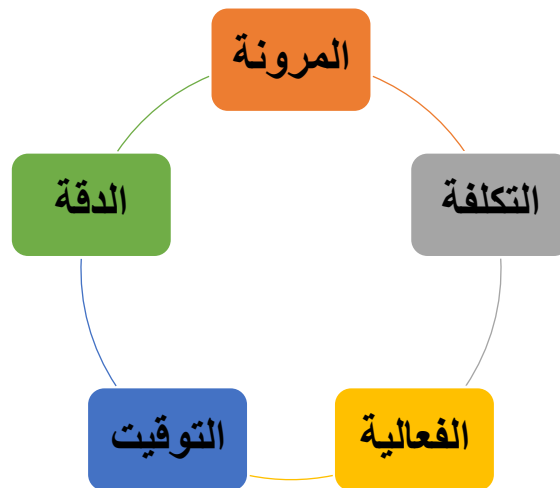 المرونة
التكلفة
الفعالية
التوقيت
الدقة